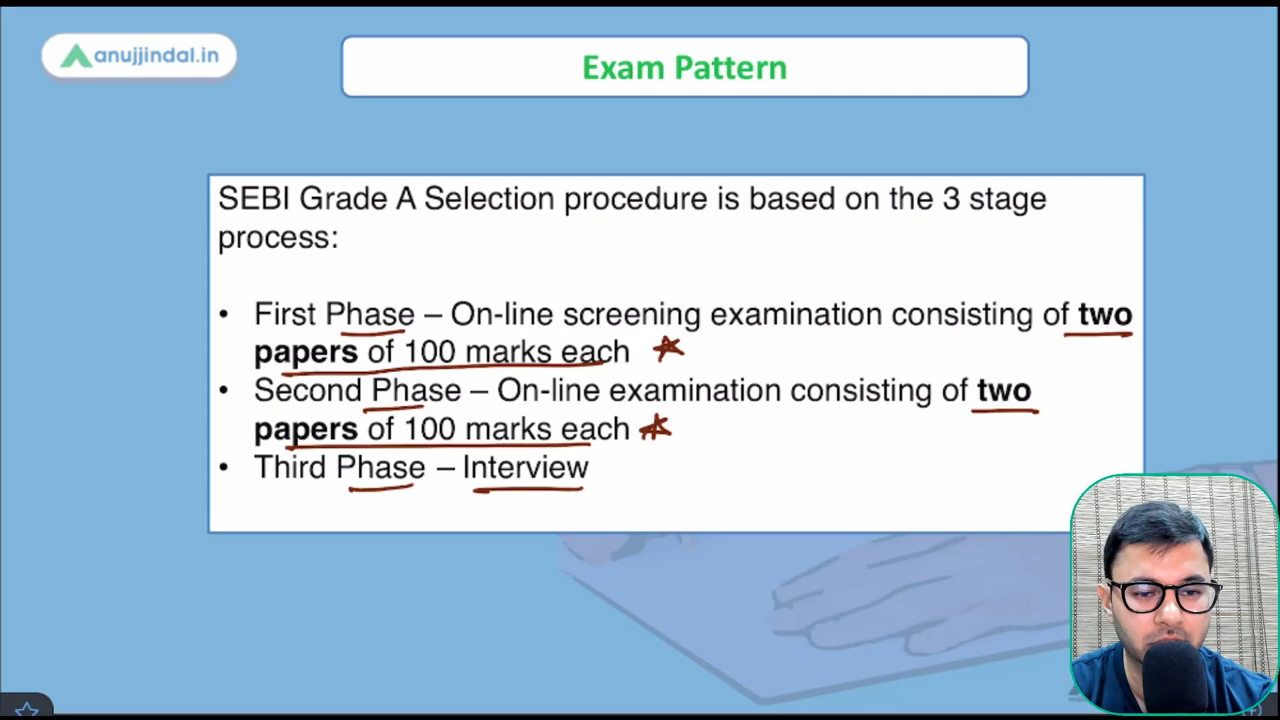 anujjindal.in
Exam Pattern
SEBI Grade A Selection procedure is based on the 3 stage
process:
• First Phase – On-line screening examination consisting of two
papers of 100 marks each
• Second Phase – On-line examination consisting of two
papers of 100 marks each
• Third Phase – Interview